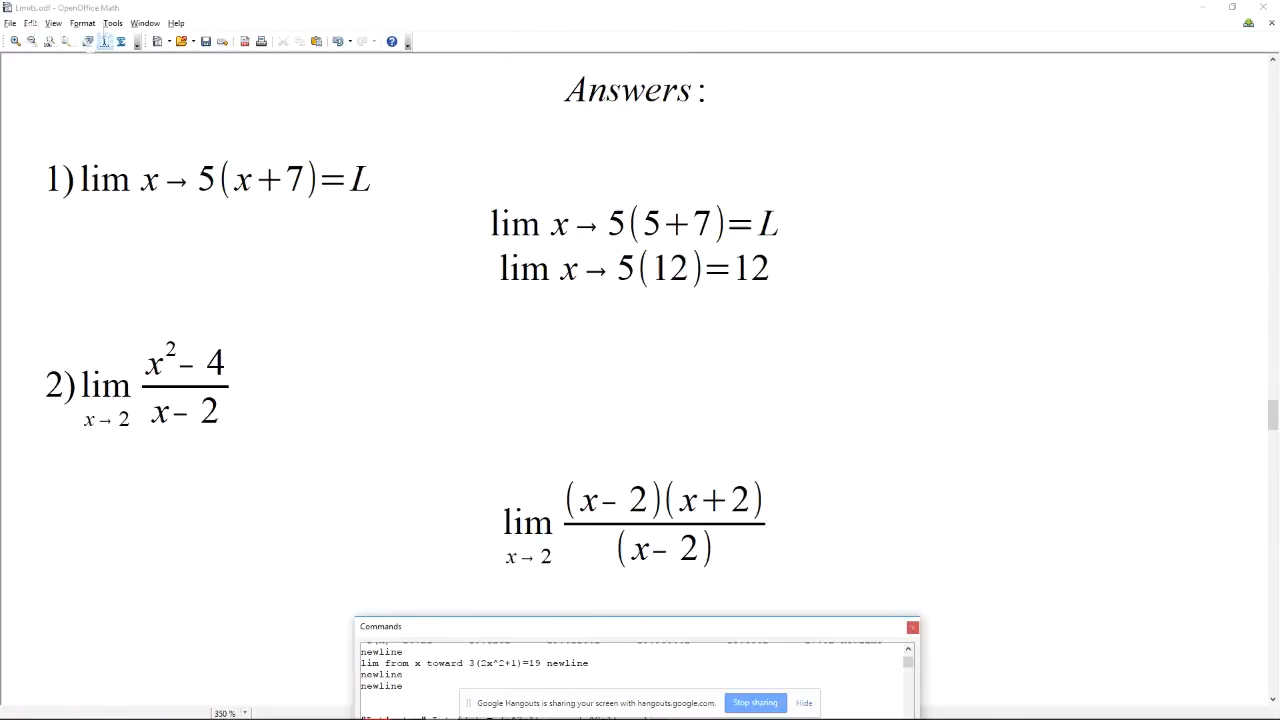 Limits.odf - OpenOffice Math
File Edit View Format Tools Window Help
Answers:
1) lim x → 5(x+7)=L
lim x → 5(5+7)=L
lim x → 5(12)=12
2) lim x→2 (x²– 4)/(x– 2)
lim x→2 ((x– 2)(x+2))/((x– 2))
Commands
newline
lim from x toward 3(2x^2+1)=19 newline
newline
newline
Google Hangouts is sharing your screen with hangouts.google.com.
Stop sharing
Hide
350 %